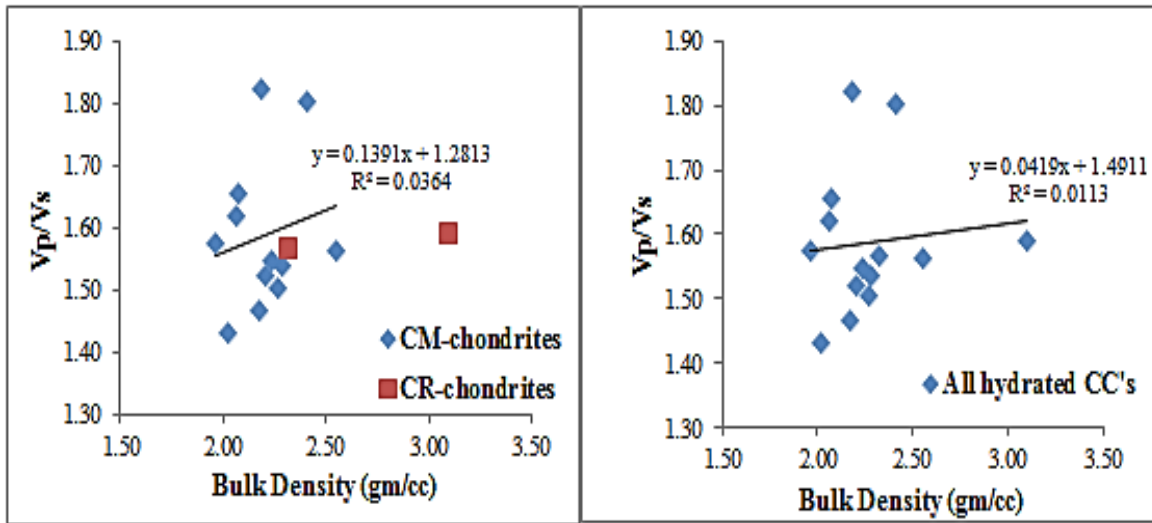 1.90
1.80
1.70
1.60
1.50
1.40
1.30
Vp/Vs
y = 0.1391x + 1.2813
R² = 0.0364
CM-chondrites
CR-chondrites
1.50 2.00 2.50 3.00 3.50
Bulk Density (gm/cc)
1.90
1.80
1.70
1.60
1.50
1.40
1.30
Vp/Vs
y = 0.0419x + 1.4911
R² = 0.0113
All hydrated CC's
1.50 2.00 2.50 3.00 3.50
Bulk Density (gm/cc)